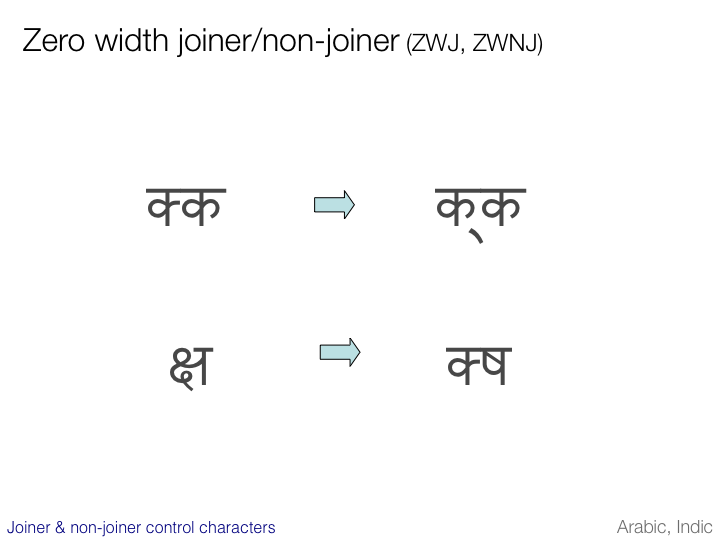 Zero width joiner/non-joiner (ZWJ, ZWNJ)
क्क क्‌क
क्ष क्‍ष
Joiner & non-joiner control characters
Arabic, Indic